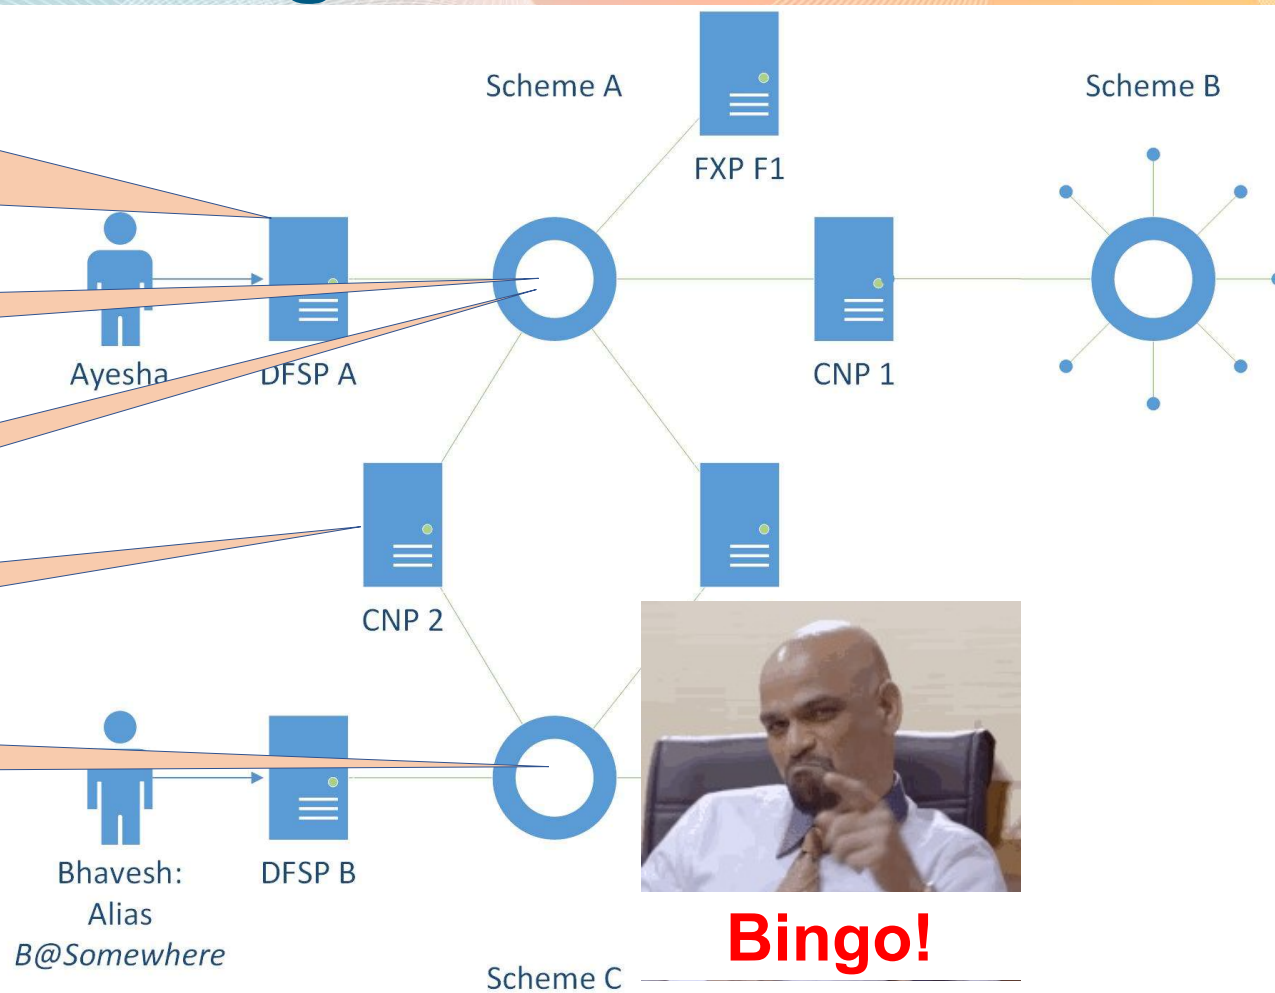 Scheme A
Scheme B
FXP F1
Ayesha
DFSP A
CNP 1
CNP 2
Bhavesh:
Alias
B@Somewhere
DFSP B
Bingo!
Scheme C